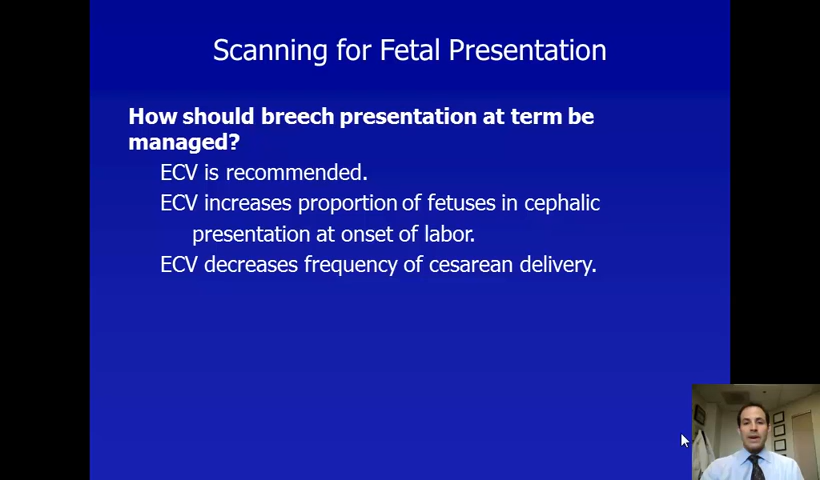 Scanning for Fetal Presentation
How should breech presentation at term be
managed?
ECV is recommended.
ECV increases proportion of fetuses in cephalic
presentation at onset of labor.
ECV decreases frequency of cesarean delivery.